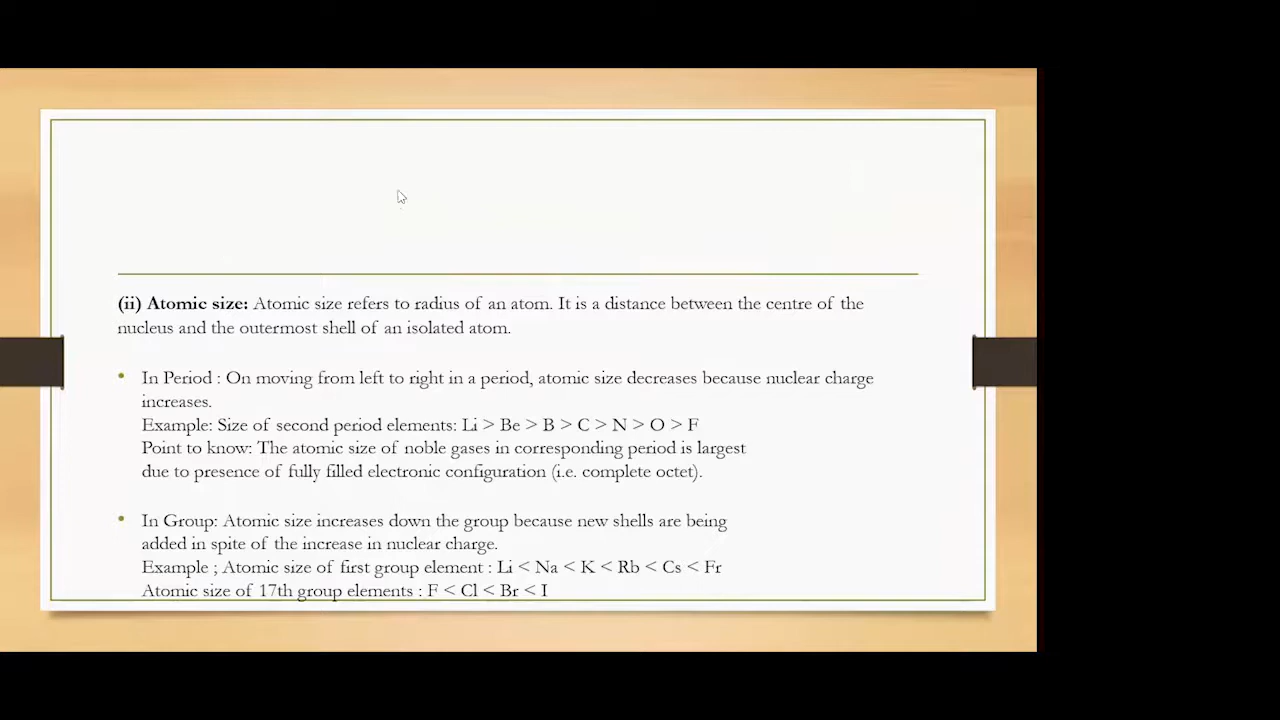 (ii) Atomic size: Atomic size refers to radius of an atom. It is a distance between the centre of the
nucleus and the outermost shell of an isolated atom.
• In Period : On moving from left to right in a period, atomic size decreases because nuclear charge
increases.
Example: Size of second period elements: Li > Be > B > C > N > O > F
Point to know: The atomic size of noble gases in corresponding period is largest
due to presence of fully filled electronic configuration (i.e. complete octet).
• In Group: Atomic size increases down the group because new shells are being
added in spite of the increase in nuclear charge.
Example ; Atomic size of first group element : Li < Na < K < Rb < Cs < Fr
Atomic size of 17th group elements : F < Cl < Br < I